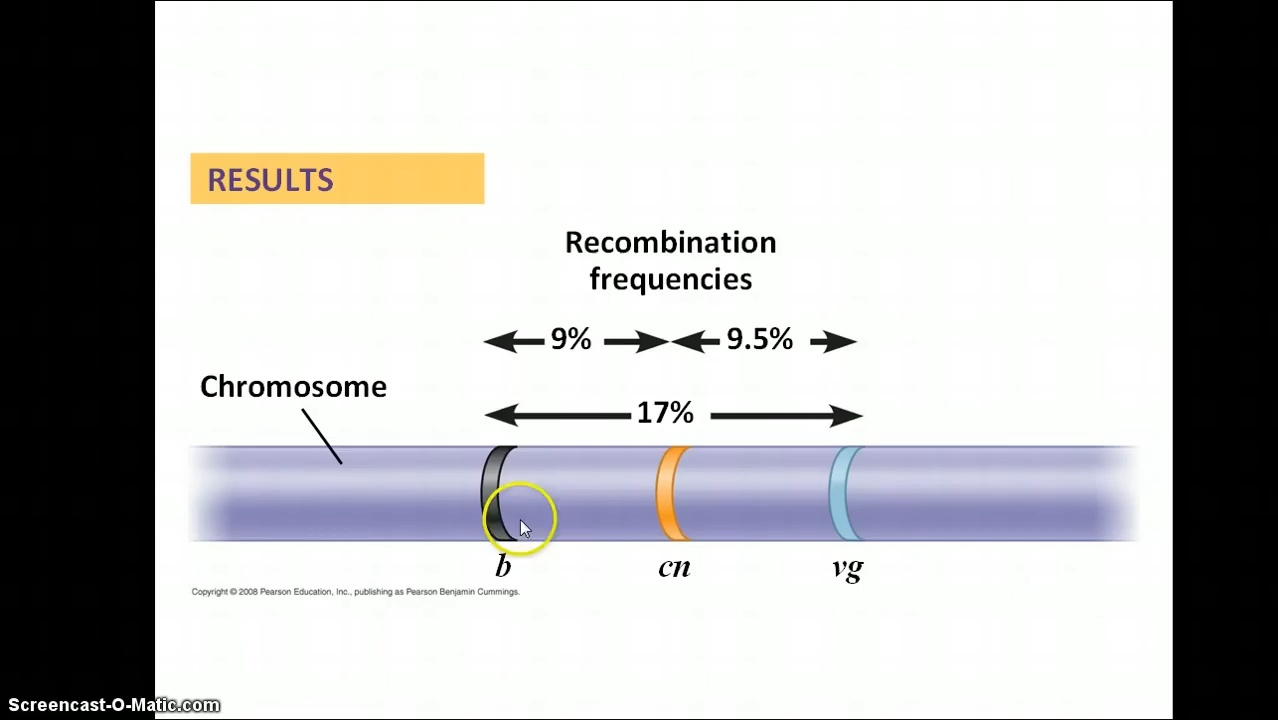 RESULTS
Recombination
frequencies
9%
9.5%
Chromosome
17%
b
cn
vg
Copyright © 2008 Pearson Education, Inc., publishing as Pearson Benjamin Cummings.
Screencast-O-Matic.com